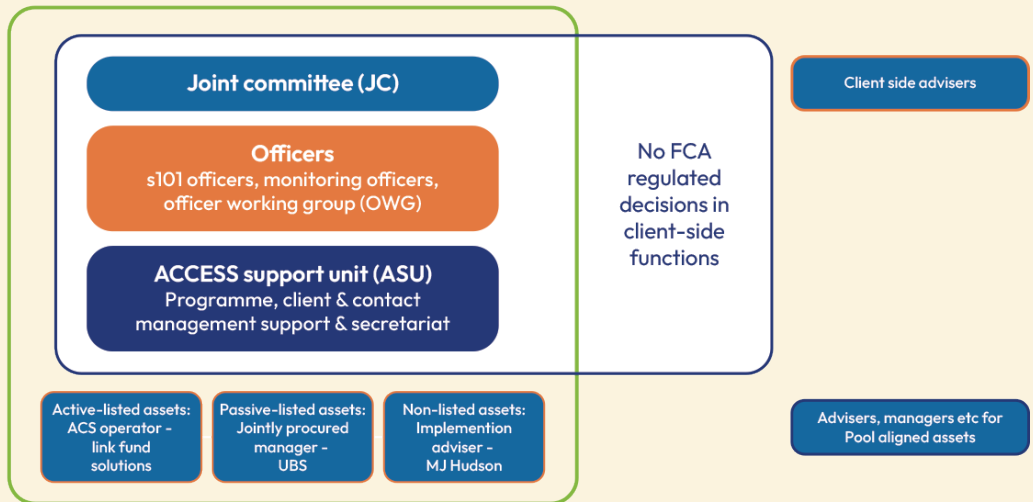 Joint committee (JC)
Officers
s101 officers, monitoring officers,
officer working group (OWG)
ACCESS support unit (ASU)
Programme, client & contact
management support & secretariat
No FCA
regulated
decisions in
client-side
functions
Client side advisers
Active-listed assets:
ACS operator -
link fund
solutions
Passive-listed assets:
Jointly procured
manager -
UBS
Non-listed assets:
Implemention
adviser -
MJ Hudson
Advisers, managers etc for
Pool aligned assets